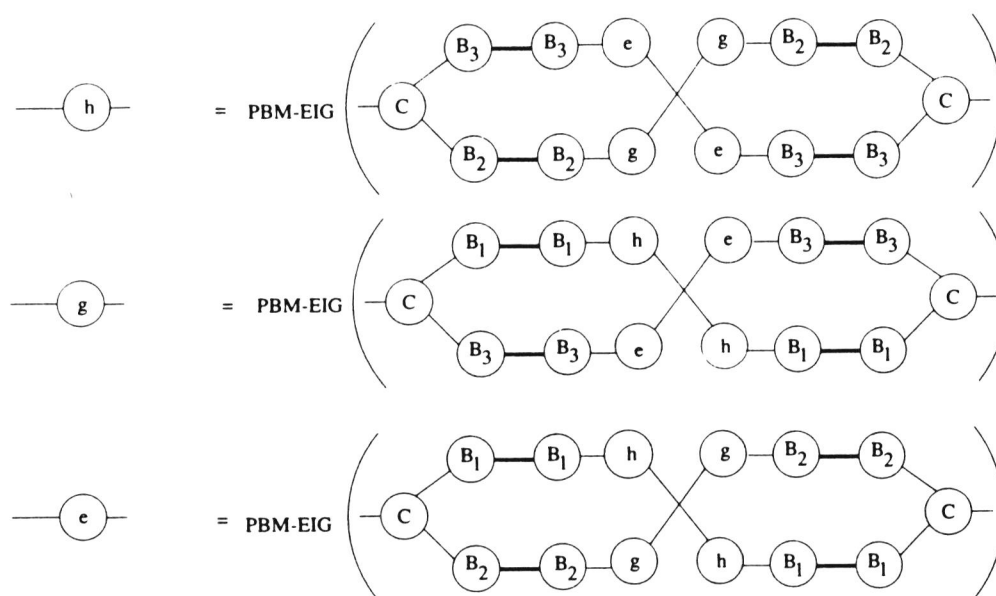 B3 B3 e g B2 B2
h = PBM-EIG C C
B2 B2 g e B3 B3
B1 B1 h e B3 B3
g = PBM-EIG C C
B3 B3 e h B1 B1
B1 B1 h g B2 B2
e = PBM-EIG C C
B2 B2 g h B1 B1